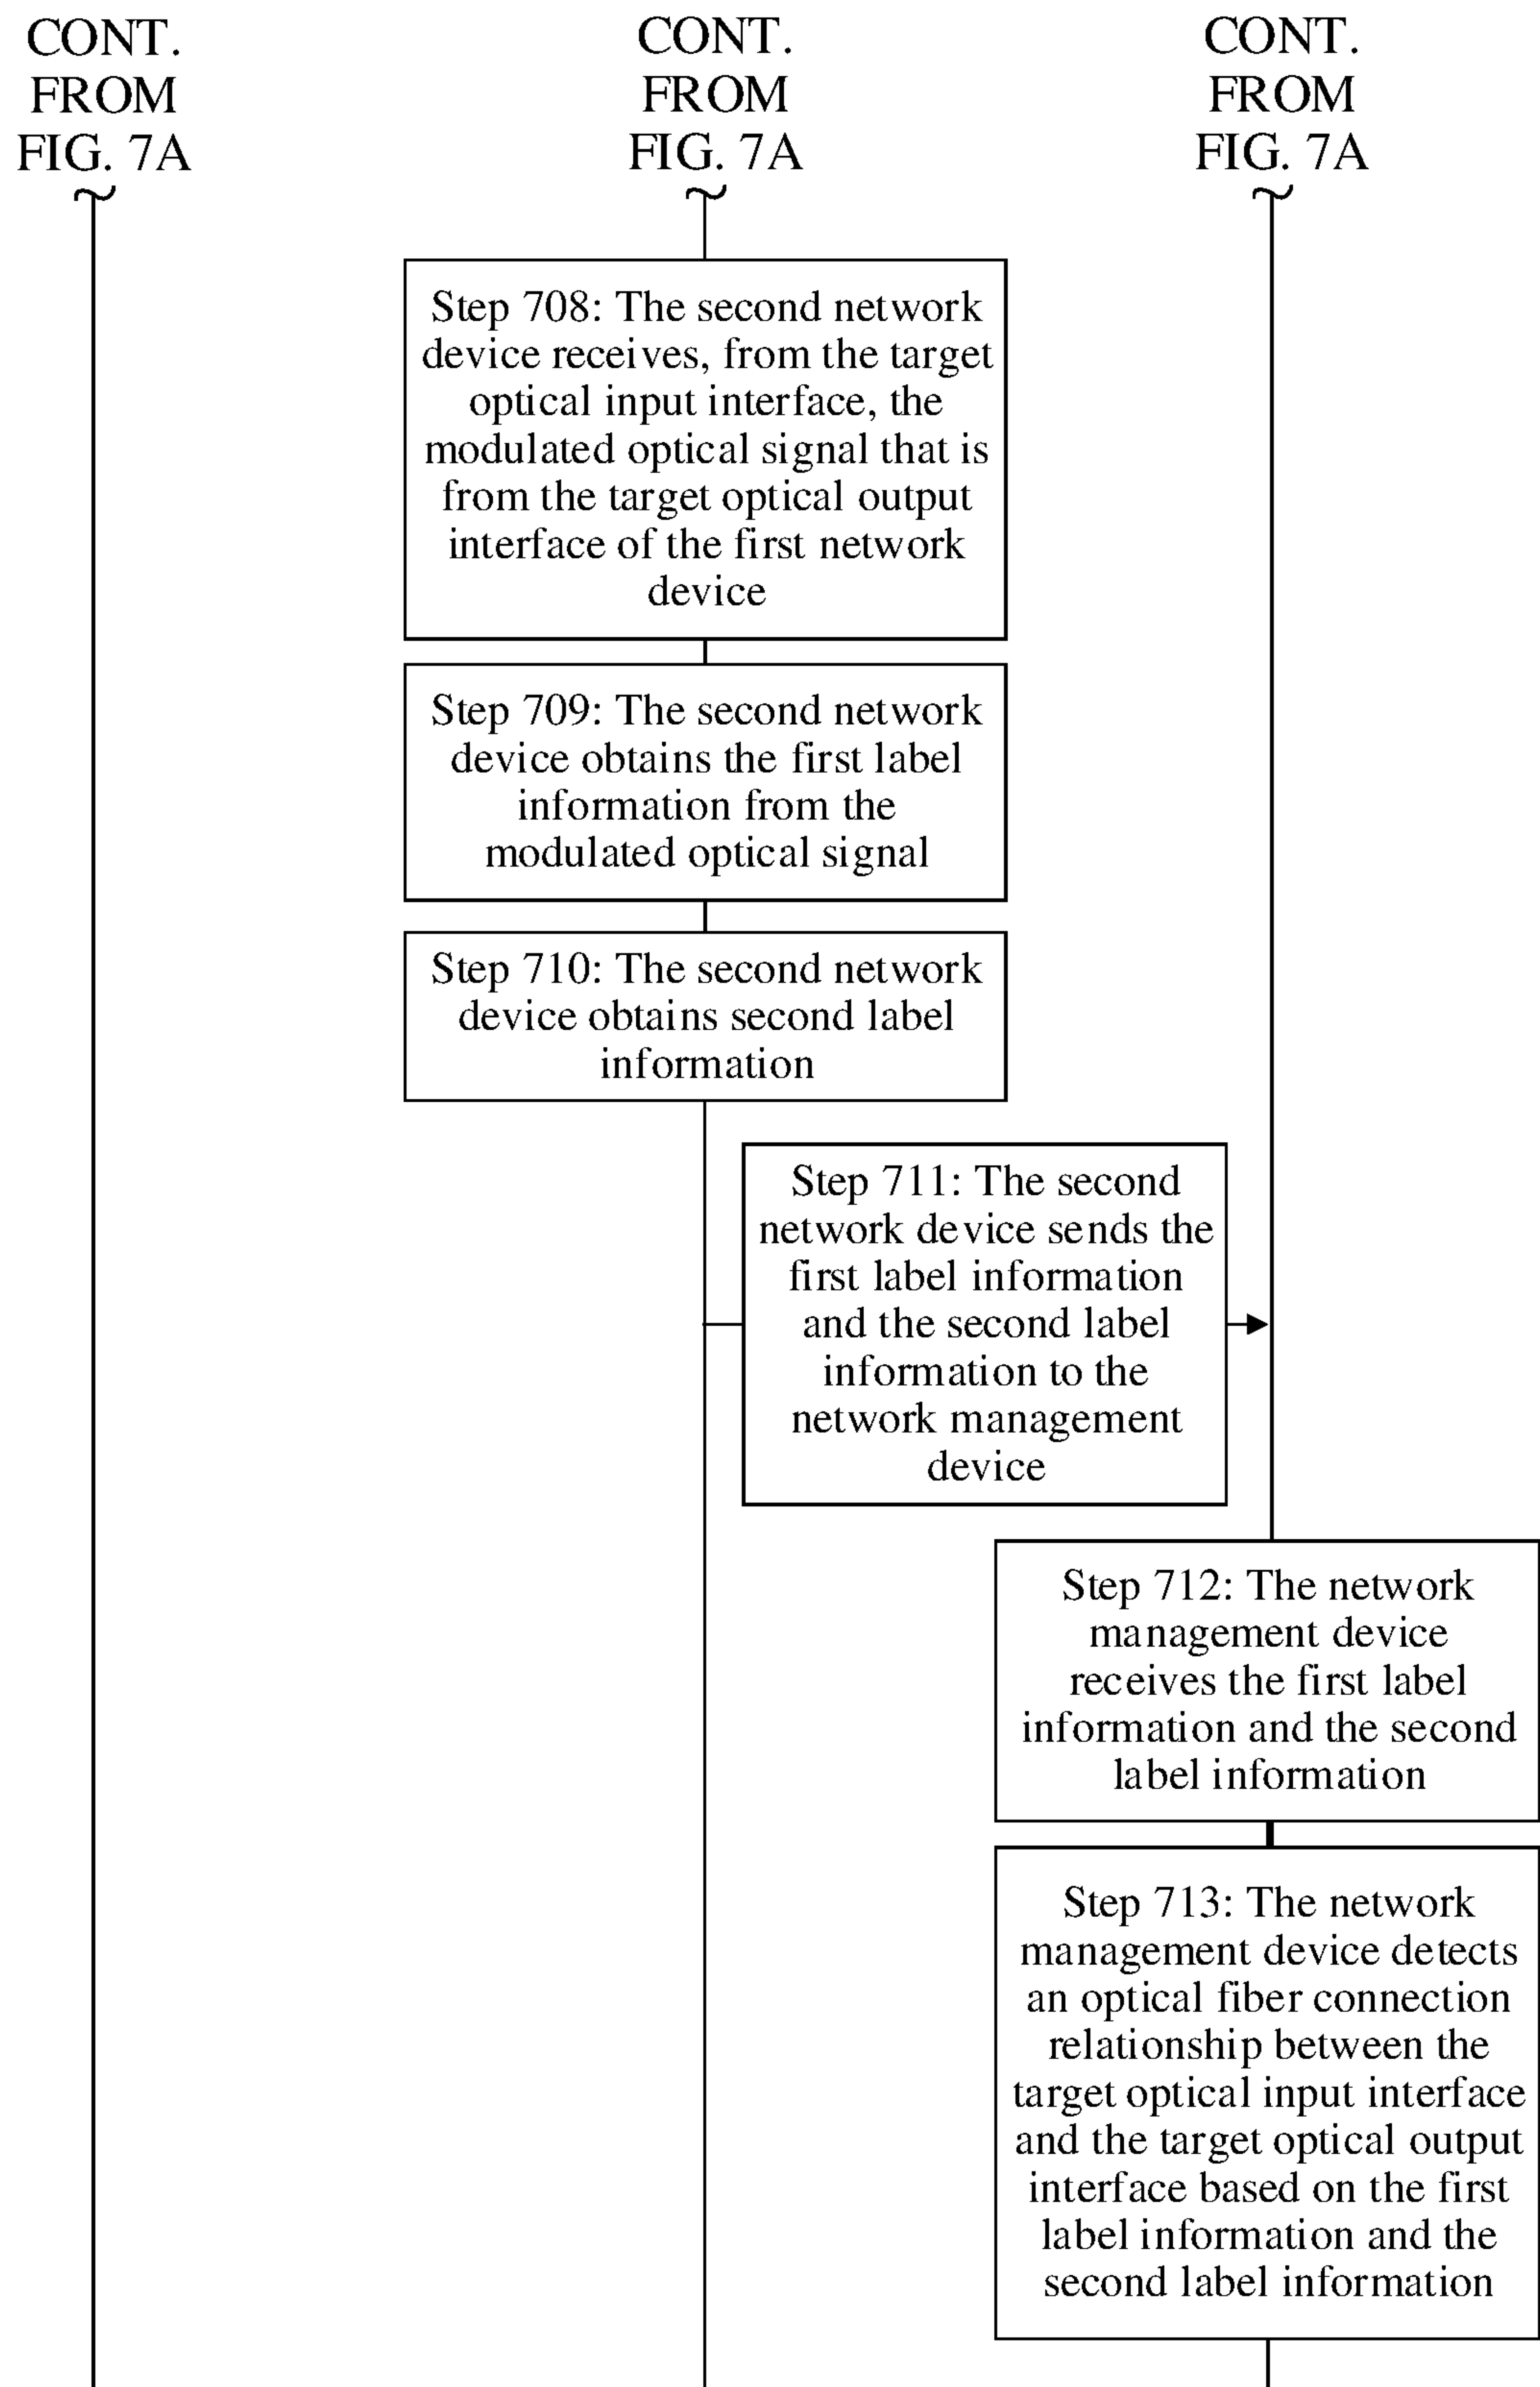 CONT.
FROM
FIG. 7A
CONT.
FROM
FIG. 7A
CONT.
FROM
FIG. 7A
Step 708: The second network
device receives, from the target
optical input interface, the
modulated optical signal that is
from the target optical output
interface of the first network
device
Step 709: The second network
device obtains the first label
information from the
modulated optical signal
Step 710: The second network
device obtains second label
information
Step 711: The second
network device sends the
first label information
and the second label
information to the
network management
device
Step 712: The network
management device
receives the first label
information and the second
label information
Step 713: The network
management device detects
an optical fiber connection
relationship between the
target optical input interface
and the target optical output
interface based on the first
label information and the
second label information